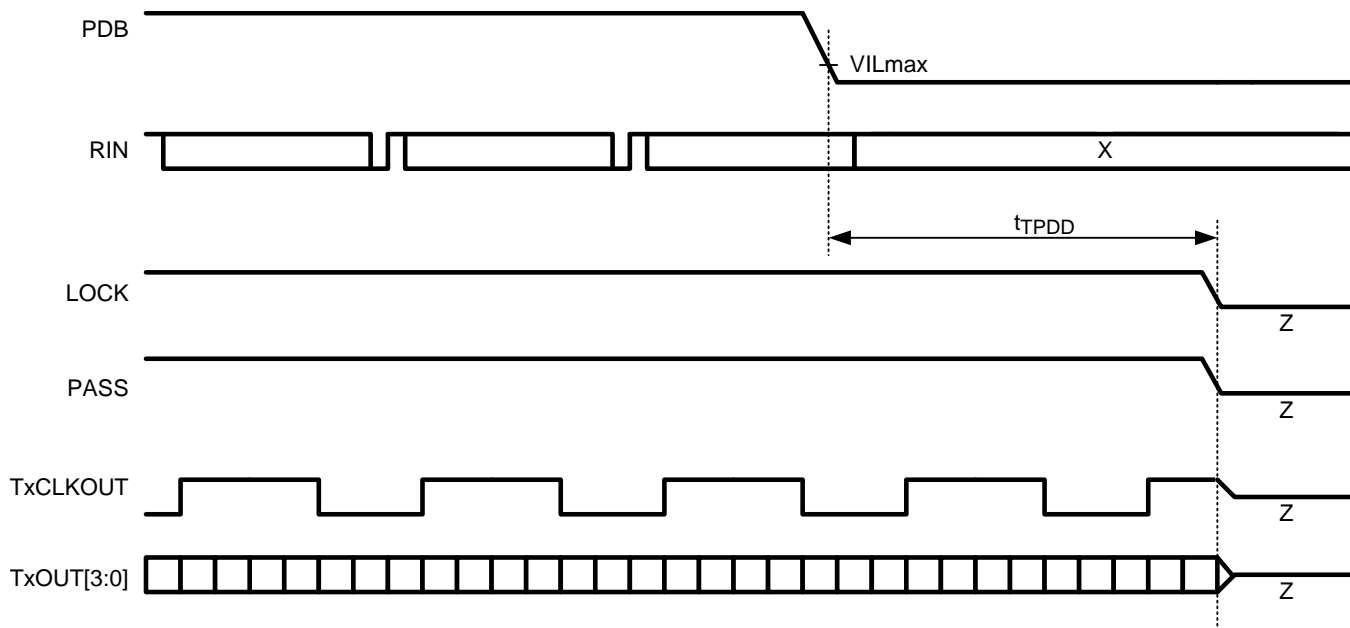 PDB
VILmax
RIN
X
tTPDD
LOCK
Z
PASS
Z
TxCLKOUT
Z
TxOUT[3:0]
Z